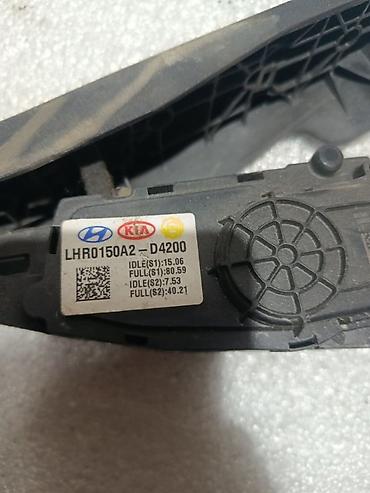 KIA
LHR0150A2-D4200
IDLE(S1):15.06
FULL(S1):80.59
IDLE(S2):7.53
FULL(S2):40.21